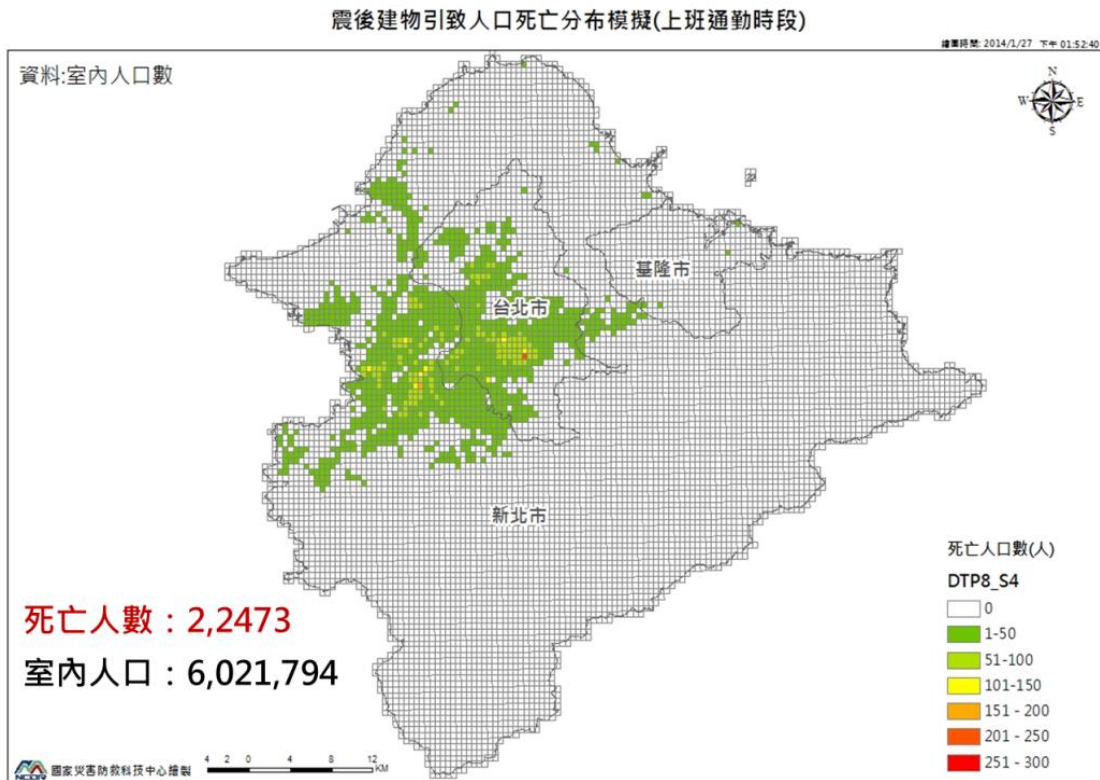 震後建物引致人口死亡分布模擬(上班通勤時段)
繪圖時間: 2014/1/27 下午 01:52:40
資料:室內人口數
N
W E
S
基隆市
台北市
新北市
死亡人數：2,2473
室內人口：6,021,794
死亡人口數(人)
DTP8_S4
0
1-50
51-100
101-150
151 - 200
201 - 250
251 - 300
NCDR 國家災害防救科技中心繪製
4 2 0 4 8 12
KM